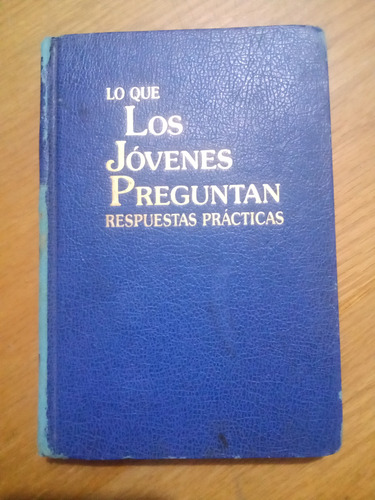 LO QUE
LOS
JÓVENES
PREGUNTAN
RESPUESTAS PRÁCTICAS